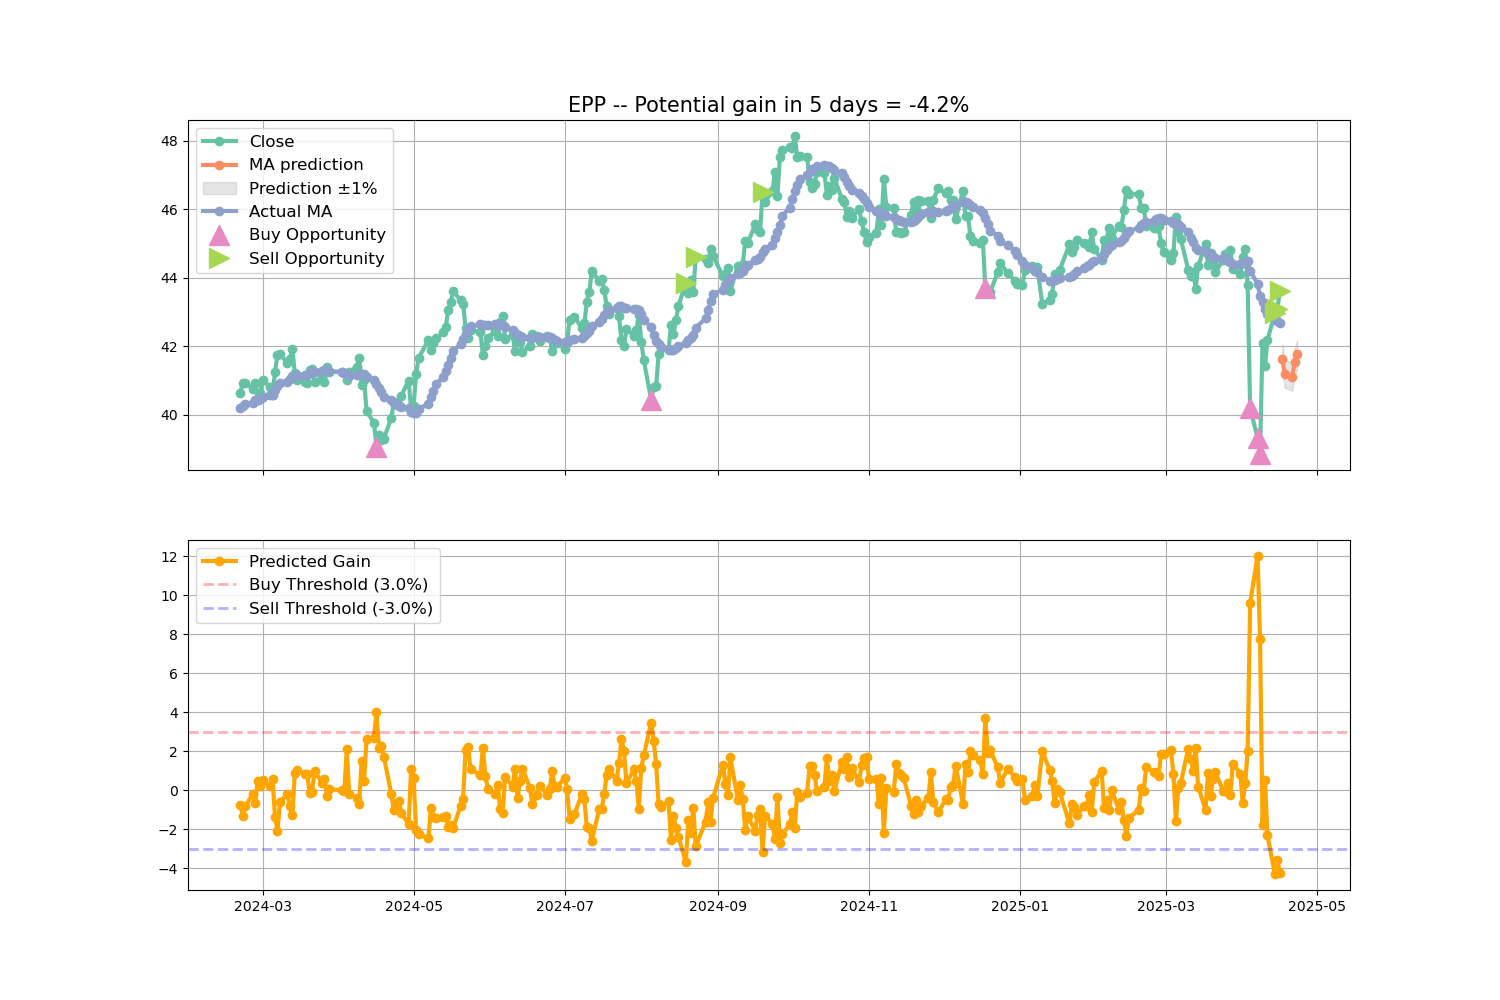 EPP -- Potential gain in 5 days = -4.2%
48
46
44
42
40
Close
MA prediction
Prediction ±1%
Actual MA
Buy Opportunity
Sell Opportunity
12
10
8
6
4
2
0
−2
−4
Predicted Gain
Buy Threshold (3.0%)
Sell Threshold (-3.0%)
2024-03
2024-05
2024-07
2024-09
2024-11
2025-01
2025-03
2025-05